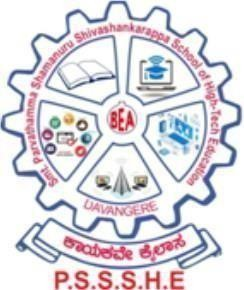 Smt. Parvathamma Shamanuru Shivashankarappa School of High-Tech Education
BEA
DAVANGERE
ಕಾಯಕವೇ ಕೈಲಾಸ
P.S.S.S.H.E